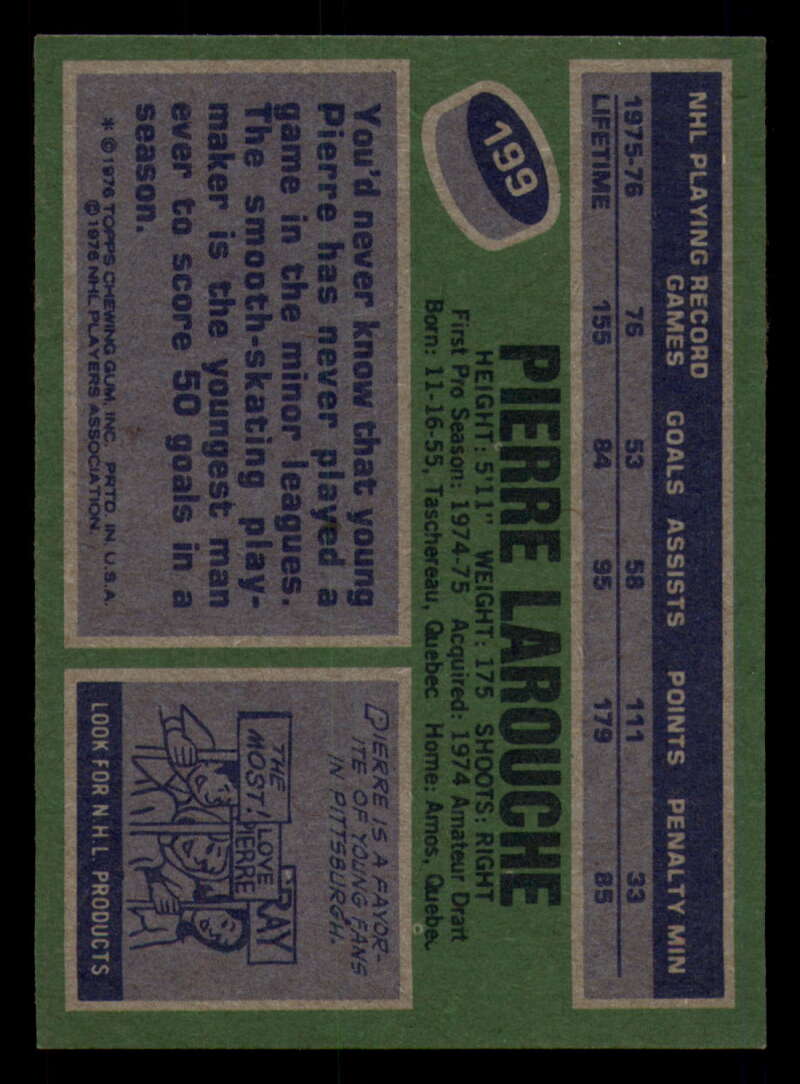 NHL PLAYING RECORD
GAMES GOALS ASSISTS POINTS PENALTY MIN
1975-76 76 53 58 111 33
LIFETIME 155 84 95 179 85
199
PIERRE LAROUCHE
HEIGHT: 5'11" WEIGHT: 175 SHOOTS: RIGHT
First Pro Season: 1974-75 Acquired: 1974 Amateur Draft
Born: 11-16-55, Taschereau, Quebec Home: Amos, Quebec
You'd never know that young
Pierre has never played a
game in the minor leagues.
The smooth-skating play-
maker is the youngest man
ever to score 50 goals in a
season.
* ©1976 TOPPS CHEWING GUM, INC. PRTD. IN U.S.A.
©1976 NHL PLAYERS ASSOCIATION.
PIERRE IS A FAVOR-
ITE OF YOUNG FANS
IN PITTSBURGH.
THE
MOST!
I LOVE
PIERRE
RAY
LOOK FOR N.H.L. PRODUCTS